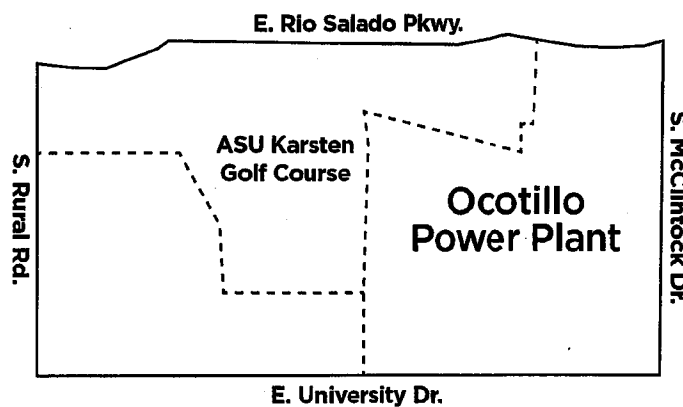 E. Rio Salado Pkwy.
ASU Karsten
Golf Course
S. Rural Rd.
S. McClintock Dr.
Ocotillo
Power Plant
E. University Dr.